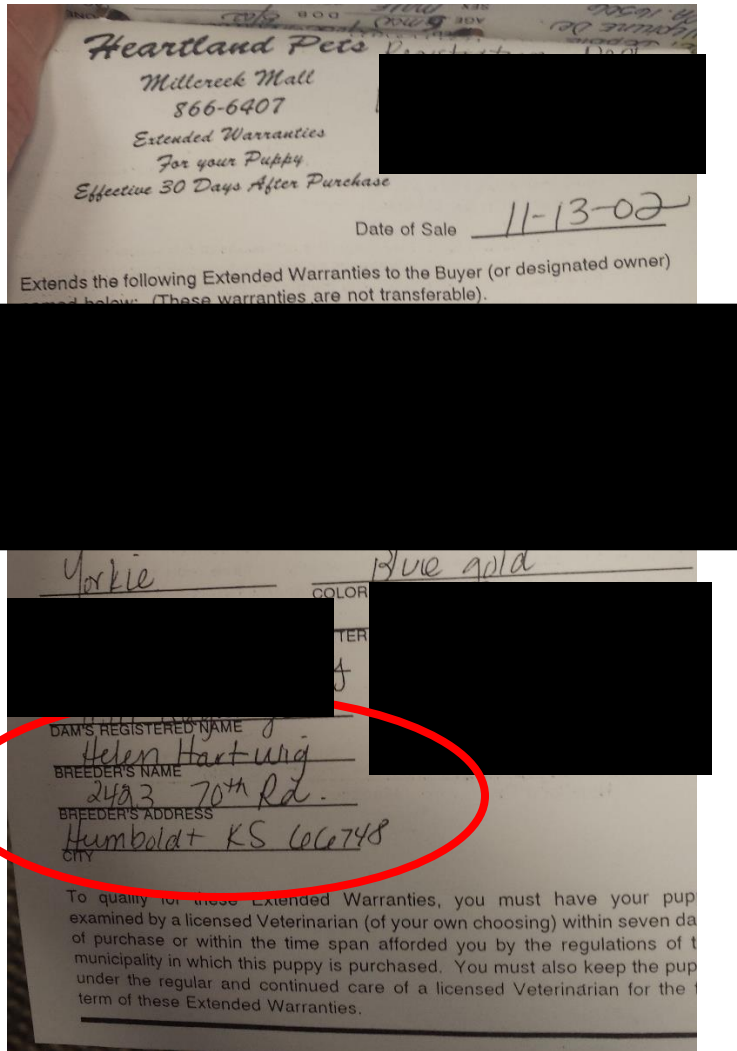 DOB
AGE
SEX
Heartland Pets
Millcreek Mall
866-6407
Extended Warranties
For your Puppy
Effective 30 Days After Purchase
Date of Sale 11-13-02
Extends the following Extended Warranties to the Buyer (or designated owner)
named below: (These warranties are not transferable).
Yorkie Blue gold
COLOR
TER
DAM'S REGISTERED NAME
Helen Hartwig
BREEDER'S NAME
2493 70th Rd.
BREEDER'S ADDRESS
Humboldt KS 66748
CITY
To qualify for these Extended Warranties, you must have your pup
examined by a licensed Veterinarian (of your own choosing) within seven da
of purchase or within the time span afforded you by the regulations of t
municipality in which this puppy is purchased. You must also keep the pup
under the regular and continued care of a licensed Veterinarian for the f
term of these Extended Warranties.